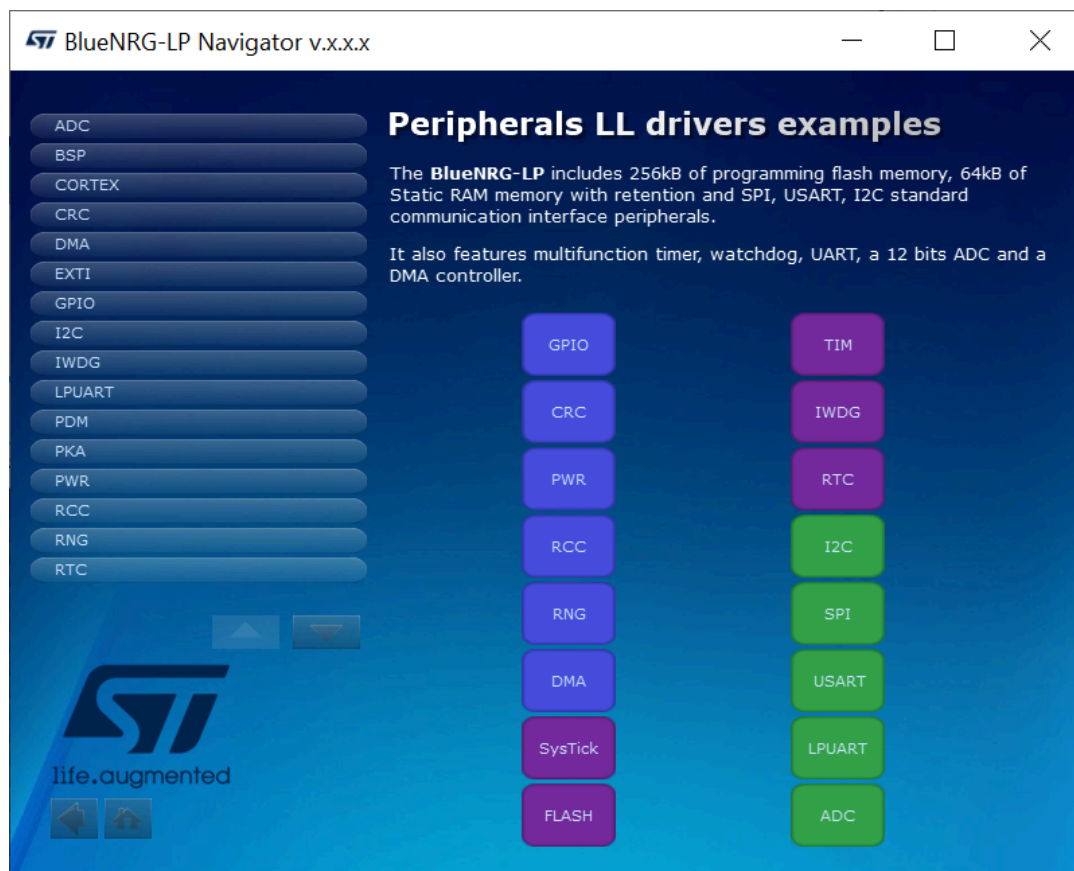 BlueNRG-LP Navigator v.x.x.x
ADC
BSP
CORTEX
CRC
DMA
EXTI
GPIO
I2C
IWDG
LPUART
PDM
PKA
PWR
RCC
RNG
RTC
life.augmented
Peripherals LL drivers examples
The BlueNRG-LP includes 256kB of programming flash memory, 64kB of
Static RAM memory with retention and SPI, USART, I2C standard
communication interface peripherals.
It also features multifunction timer, watchdog, UART, a 12 bits ADC and a
DMA controller.
GPIO
CRC
PWR
RCC
RNG
DMA
SysTick
FLASH
TIM
IWDG
RTC
I2C
SPI
USART
LPUART
ADC